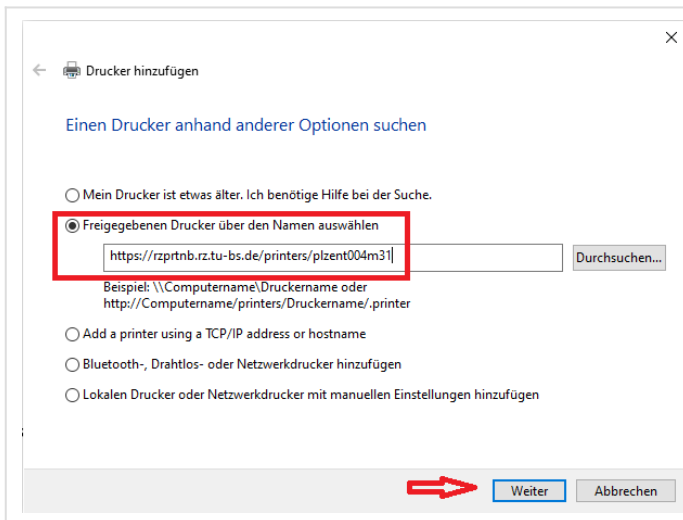 Drucker hinzufügen
Einen Drucker anhand anderer Optionen suchen
Mein Drucker ist etwas älter. Ich benötige Hilfe bei der Suche.
Freigegebenen Drucker über den Namen auswählen
https://rzprtnb.rz.tu-bs.de/printers/plzent004m31
Durchsuchen...
Beispiel: \\Computername\Druckername oder
http://Computername/printers/Druckername/.printer
Add a printer using a TCP/IP address or hostname
Bluetooth-, Drahtlos- oder Netzwerkdrucker hinzufügen
Lokalen Drucker oder Netzwerkdrucker mit manuellen Einstellungen hinzufügen
Weiter
Abbrechen